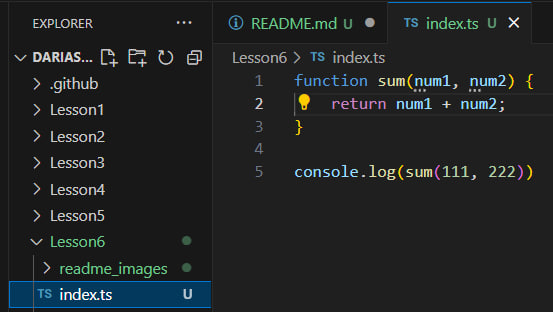 EXPLORER
DARIAS...
.github
Lesson1
Lesson2
Lesson3
Lesson4
Lesson5
Lesson6
readme_images
TS index.ts U
README.md U
TS index.ts U
Lesson6 > TS index.ts
1 function sum(num1, num2) {
2 return num1 + num2;
3 }
4
5 console.log(sum(111, 222))